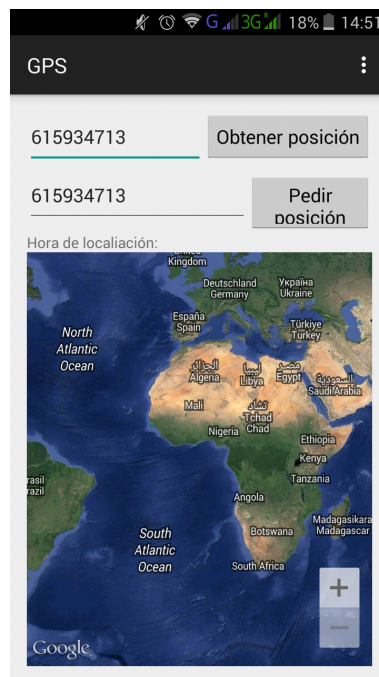 G 3G 18% 14:51
GPS
615934713
Obtener posición
615934713
Pedir
posición
Hora de localiación:
United
Kingdom
Deutschland
Germany
Україна
Ukraine
España
Spain
Türkiye
Turkey
North
Atlantic
Ocean
الجزائر
Algeria
ليبيا
Libya
مصر
Egypt
السعودية
Saudi Arabia
Mali
تشاد
Tchad
Chad
Nigeria
Ethiopia
Kenya
Tanzania
rasil
razil
Angola
Botswana
Madagasikara
Madagascar
South
Atlantic
Ocean
South Africa
+
−
Google